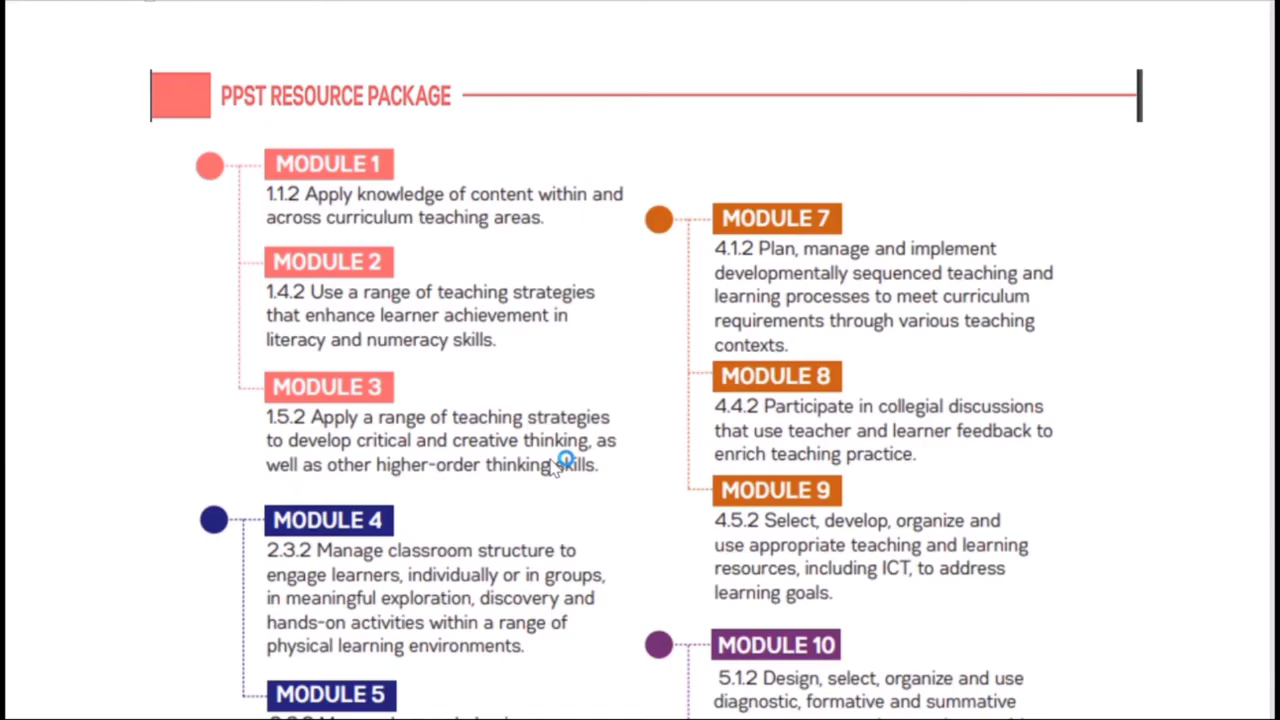 PPST RESOURCE PACKAGE
MODULE 1
1.1.2 Apply knowledge of content within and
across curriculum teaching areas.
MODULE 2
1.4.2 Use a range of teaching strategies
that enhance learner achievement in
literacy and numeracy skills.
MODULE 3
1.5.2 Apply a range of teaching strategies
to develop critical and creative thinking, as
well as other higher-order thinking skills.
MODULE 4
2.3.2 Manage classroom structure to
engage learners, individually or in groups,
in meaningful exploration, discovery and
hands-on activities within a range of
physical learning environments.
MODULE 5
MODULE 7
4.1.2 Plan, manage and implement
developmentally sequenced teaching and
learning processes to meet curriculum
requirements through various teaching
contexts.
MODULE 8
4.4.2 Participate in collegial discussions
that use teacher and learner feedback to
enrich teaching practice.
MODULE 9
4.5.2 Select, develop, organize and
use appropriate teaching and learning
resources, including ICT, to address
learning goals.
MODULE 10
5.1.2 Design, select, organize and use
diagnostic, formative and summative